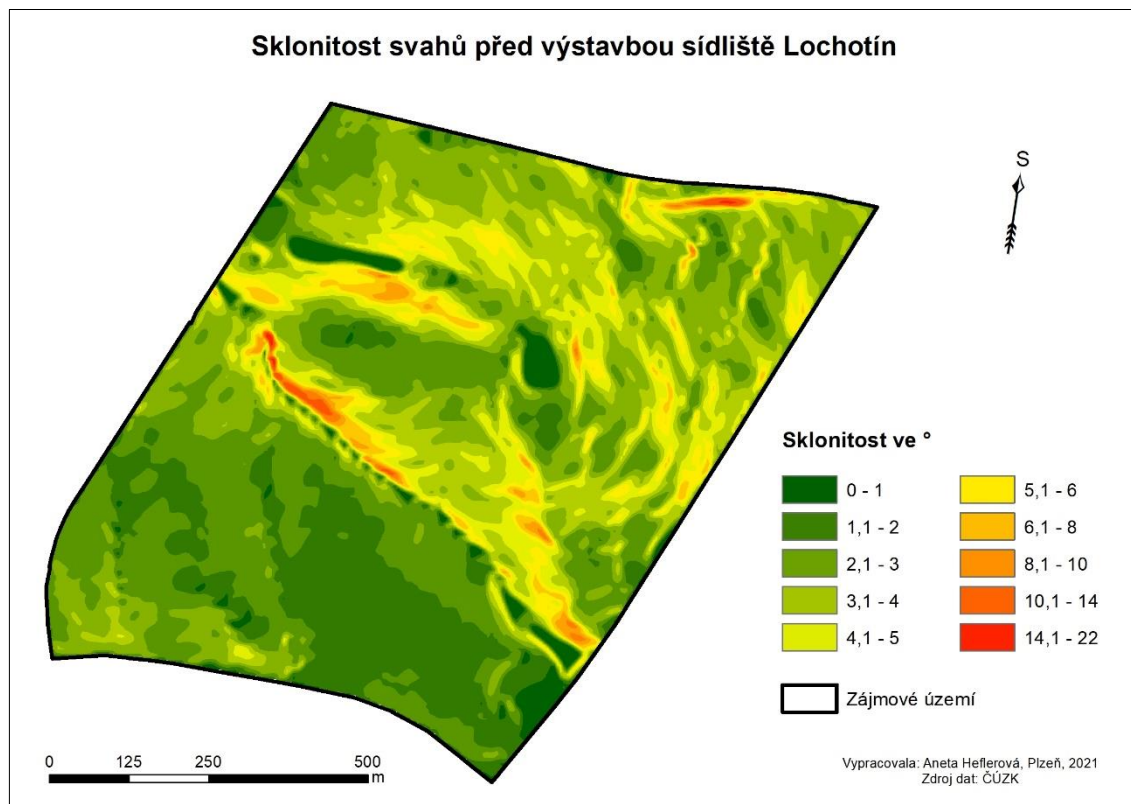 Sklonitost svahů před výstavbou sídliště Lochotín
S
Sklonitost ve °
0 - 1
1,1 - 2
2,1 - 3
3,1 - 4
4,1 - 5
5,1 - 6
6,1 - 8
8,1 - 10
10,1 - 14
14,1 - 22
Zájmové území
0 125 250 500
m
Vypracovala: Aneta Heflerová, Plzeň, 2021
Zdroj dat: ČÚZK